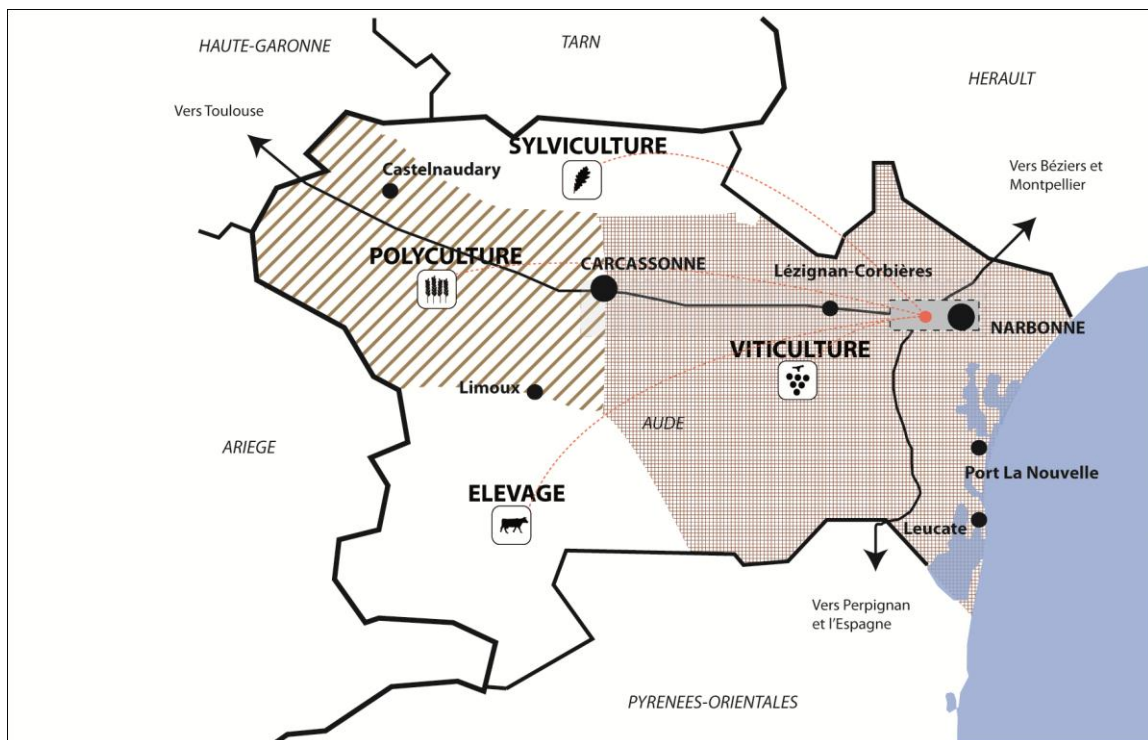 HAUTE-GARONNE
TARN
HERAULT
Vers Toulouse
SYLVICULTURE
Castelnaudary
Vers Béziers et
Montpellier
POLYCULTURE
CARCASSONNE
Lézignan-Corbières
NARBONNE
VITICULTURE
Limoux
AUDE
ARIEGE
Port La Nouvelle
ELEVAGE
Leucate
Vers Perpignan
et l'Espagne
PYRENEES-ORIENTALES